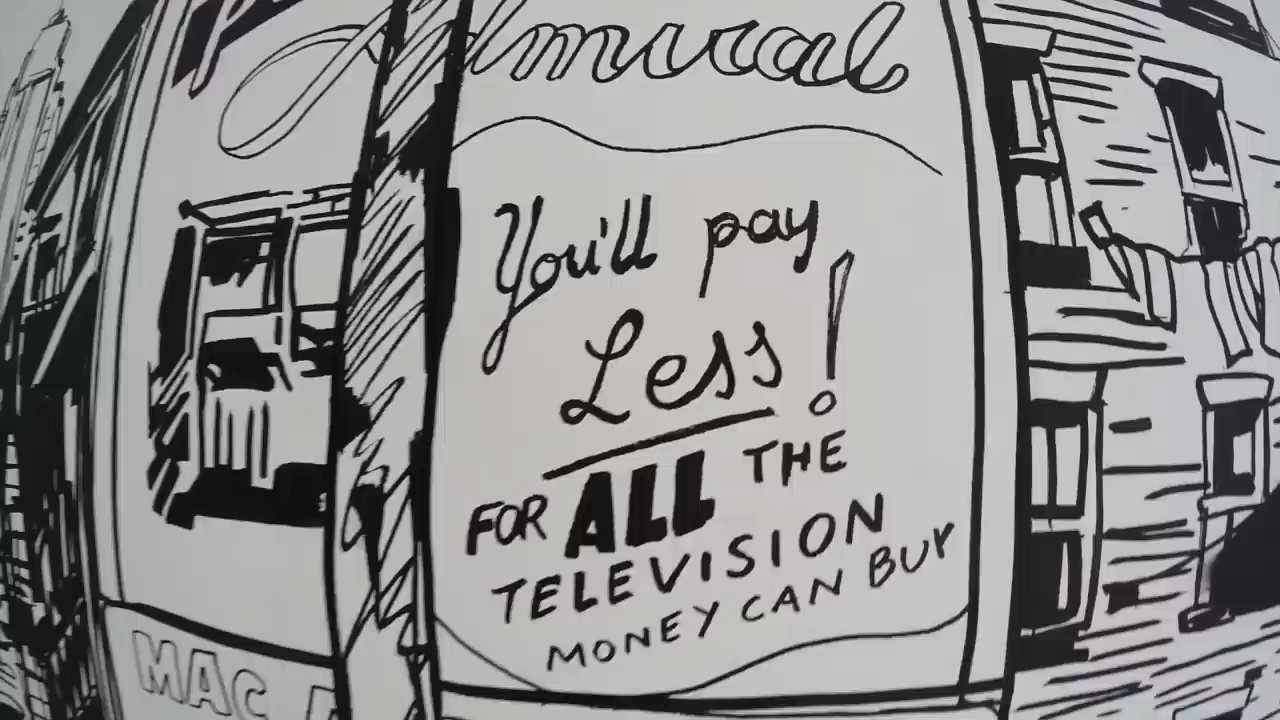 Admiral
You'll pay
Less!
FOR ALL THE
TELEVISION
MONEY CAN BUY
MAC